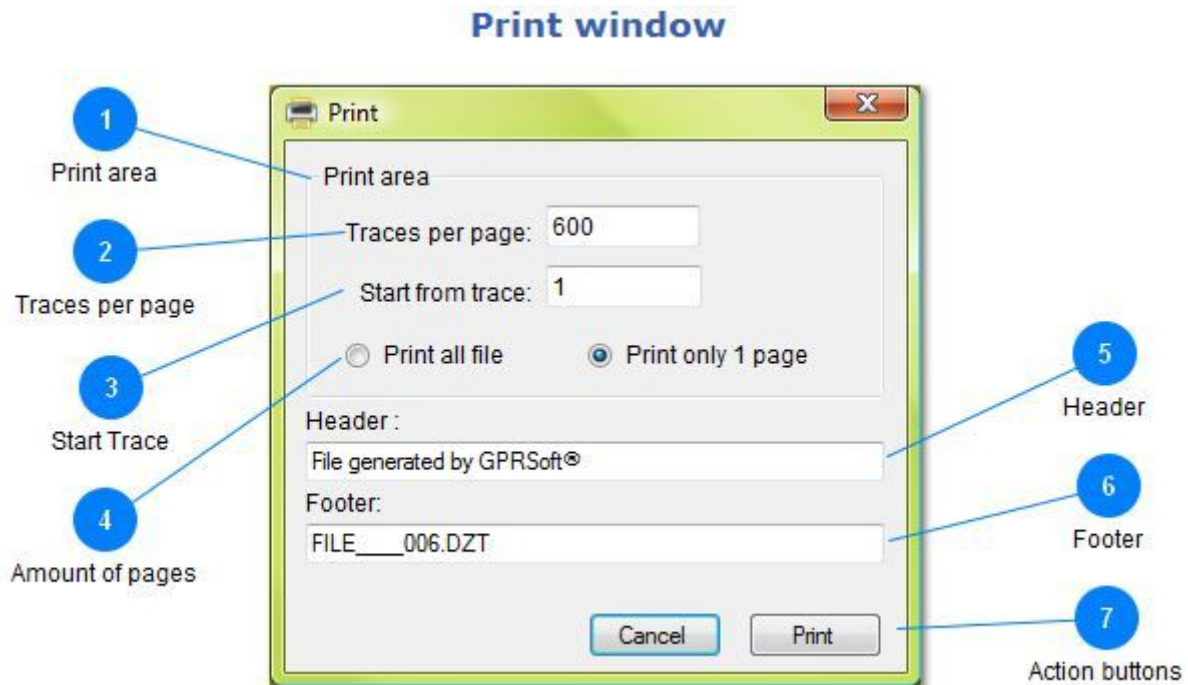 Print window
1
Print area
2
Traces per page
3
Start Trace
4
Amount of pages
Print
X
Print area
Traces per page: 600
Start from trace: 1
Print all file
Print only 1 page
Header :
File generated by GPRSoft®
Footer:
FILE____006.DZT
Cancel
Print
5
Header
6
Footer
7
Action buttons